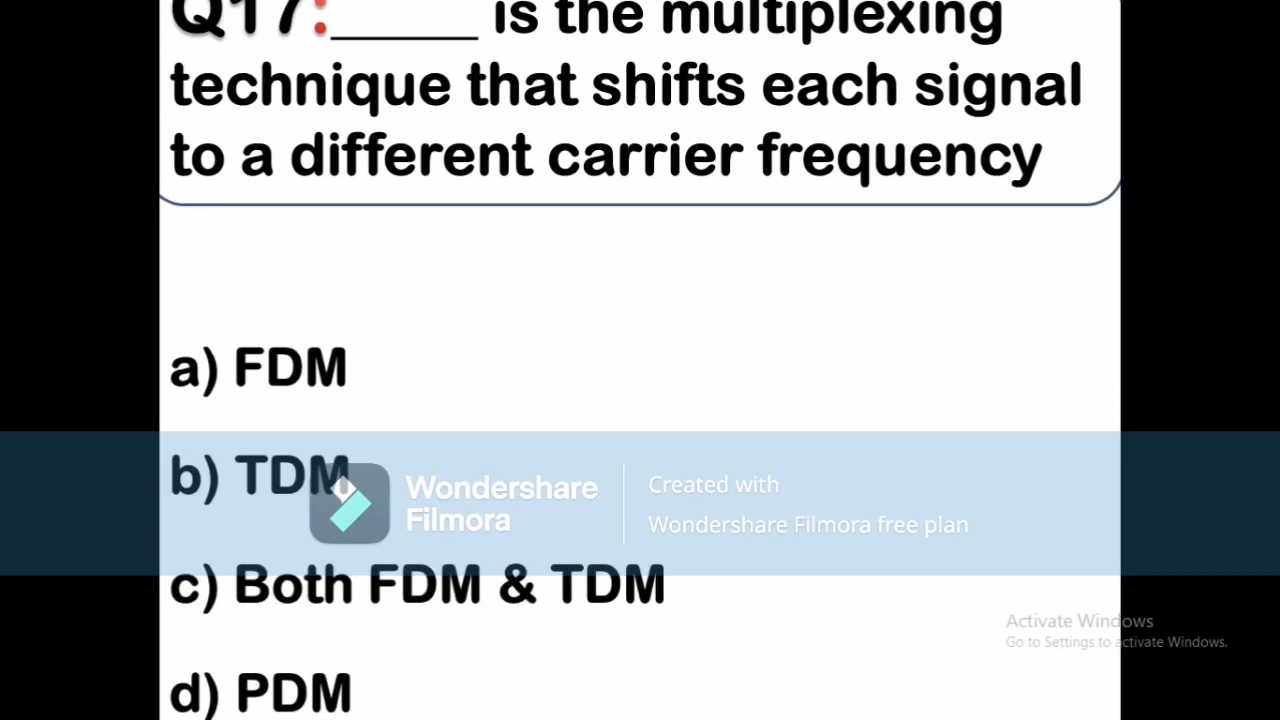 Q17:_____ is the multiplexing
technique that shifts each signal
to a different carrier frequency
a) FDM
b) TDM
Wondershare
Filmora
Created with
Wondershare Filmora free plan
c) Both FDM & TDM
Activate Windows
Go to Settings to activate Windows.
d) PDM